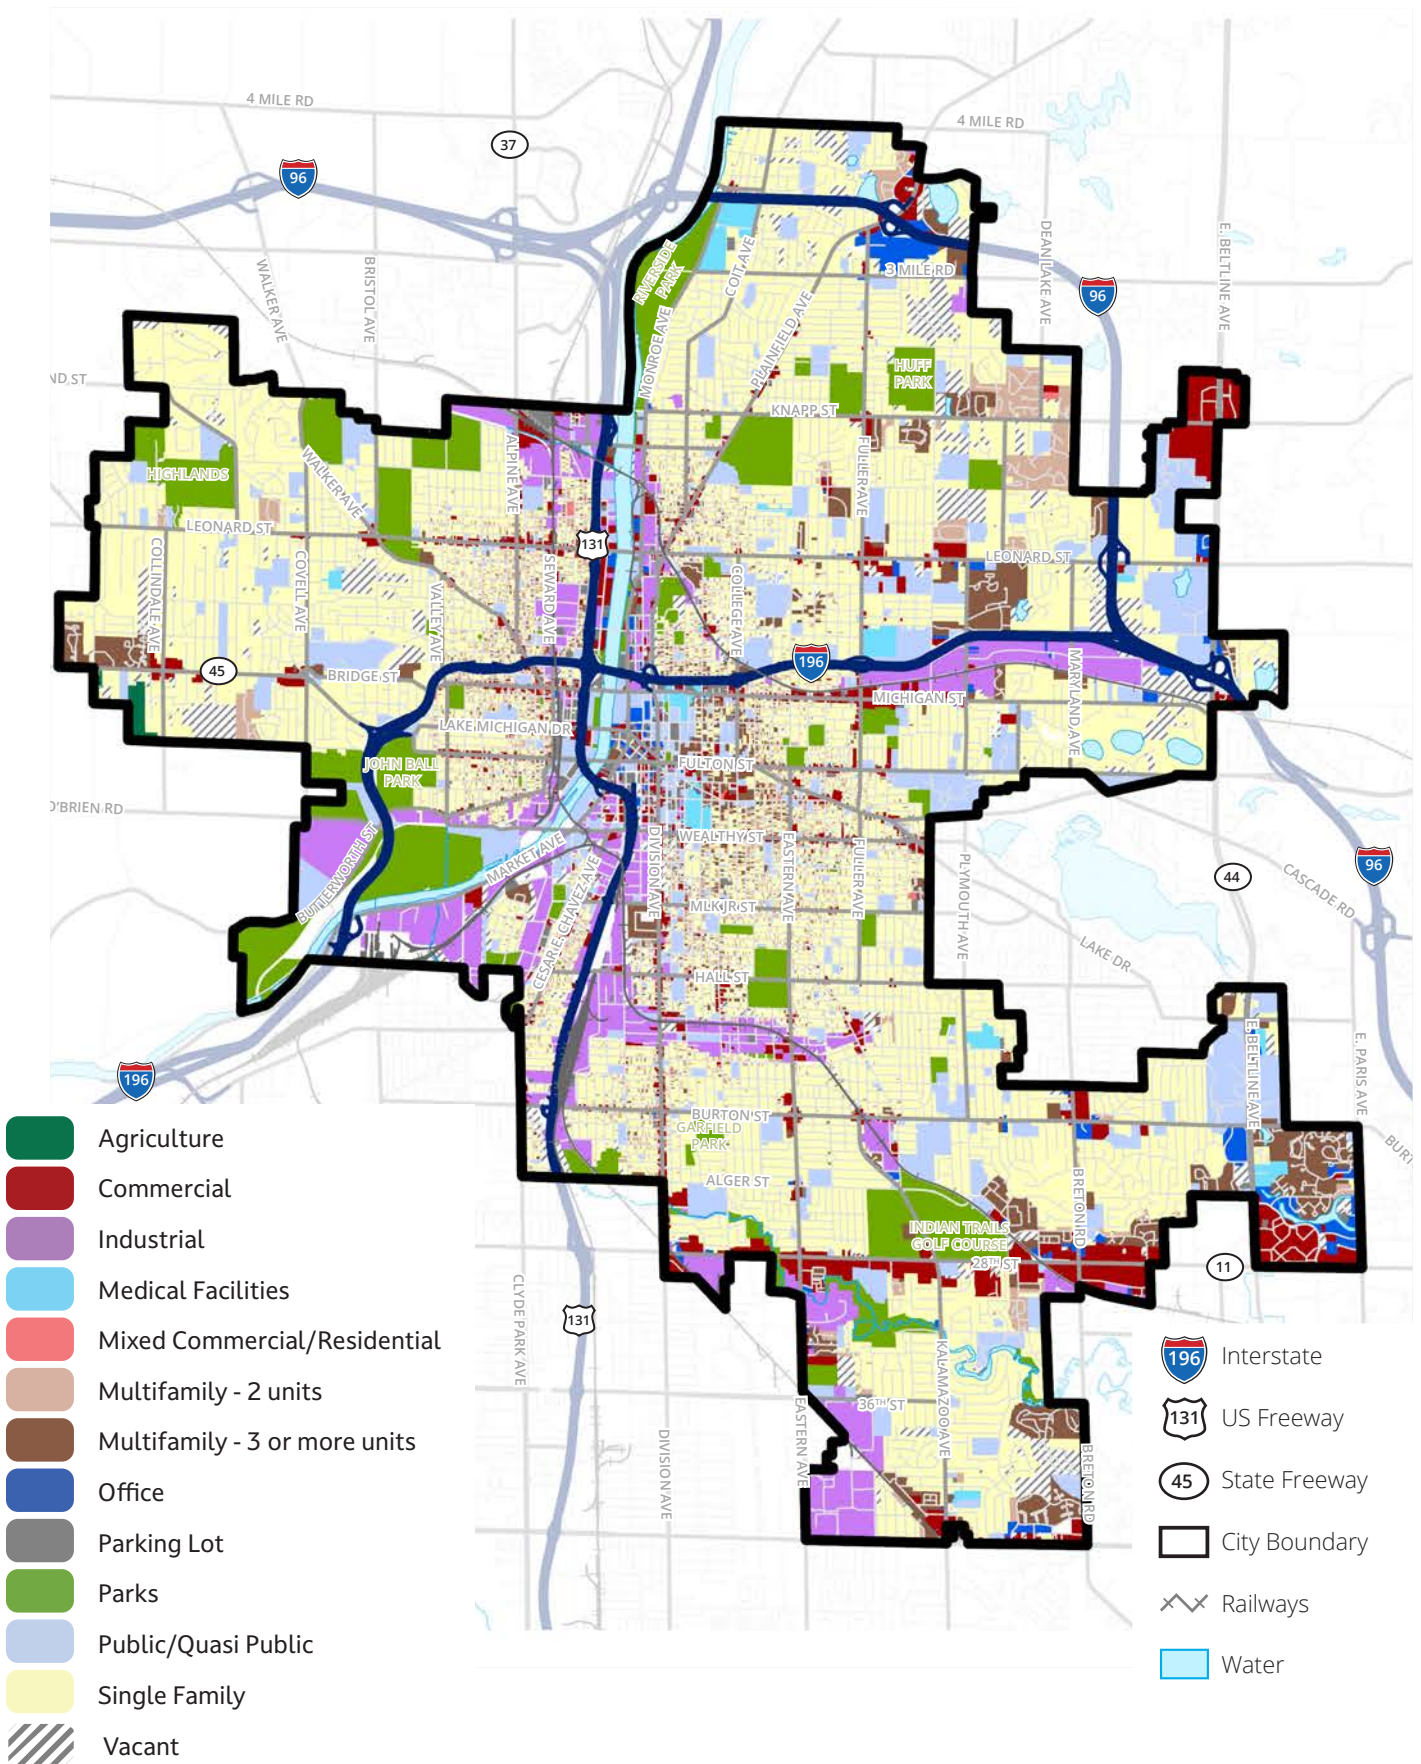 4 MILE RD
4 MILE RD
37
96
WALKER AVE
BRISTOL AVE
RIVERSIDE
PARK
COIT AVE
3 MILE RD
DEANLAKE AVE
E. BELTLINE AVE
96
MONROE AVE
PLAINFIELD AVE
HUFF
PARK
ND ST
KNAPP ST
HIGHLANDS
WALKER AVE
ALPINE AVE
FULLER AVE
LEONARD ST
131
LEONARD ST
COLLINDALE AVE
COVELL AVE
VALLEY AVE
SEWARD AVE
COLLEGE AVE
45
BRIDGE ST
196
MICHIGAN ST
MARYLAND AVE
LAKE MICHIGAN DR
JOHN BALL
PARK
FULTON ST
O'BRIEN RD
BUTTERWORTH ST
MARKET AVE
DIVISION AVE
WEALTHY ST
EASTERN AVE
FULLER AVE
PLYMOUTH AVE
44
CASCADE RD
96
CESAR E. CHAVEZ AVE
MLK JR ST
LAKE DR
HALL ST
196
E. BELTLINE AVE
E. PARIS AVE
BURTON ST
GARFIELD
PARK
BURT
ALGER ST
BRETON RD
INDIAN TRAILS
GOLF COURSE
28TH ST
11
CLYDE PARK AVE
131
KALAMAZOO AVE
36TH ST
DIVISION AVE
EASTERN AVE
BRETON RD
Agriculture
Commercial
Industrial
Medical Facilities
Mixed Commercial/Residential
Multifamily - 2 units
Multifamily - 3 or more units
Office
Parking Lot
Parks
Public/Quasi Public
Single Family
Vacant
196 Interstate
131 US Freeway
45 State Freeway
City Boundary
Railways
Water